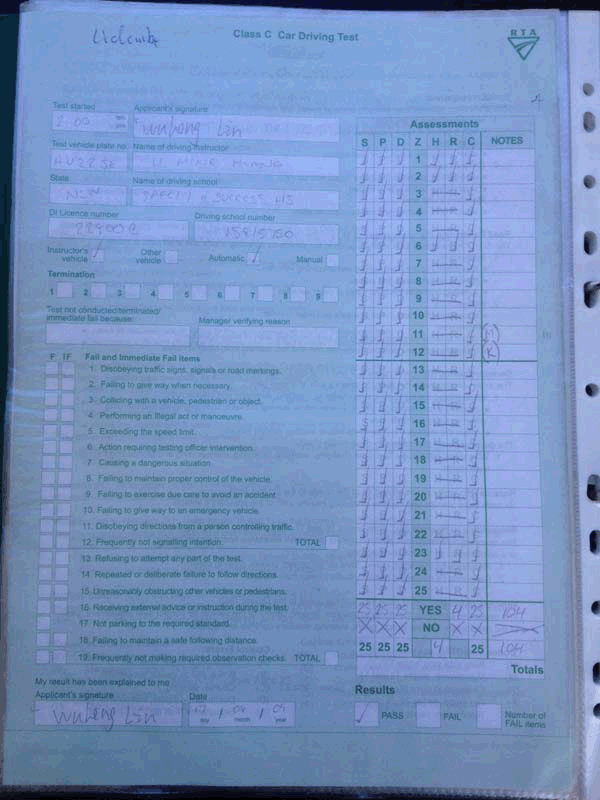 Lidcombe
Class C Car Driving Test
RTA
Test started
Applicant's signature
2.00
am
pm
Wuheng Lin
Test vehicle plate no.
Name of driving instructor
State
Name of driving school
NSW
DI Licence number
Driving school number
Instructor's vehicle
Other vehicle
Automatic
Manual
Termination
1 2 3 4 5 6 7 8 9
Test not conducted/terminated/
immediate fail because:
Manager verifying reason
F IF Fail and Immediate Fail items
1. Disobeying traffic signs, signals or road markings.
2. Failing to give way when necessary.
3. Colliding with a vehicle, pedestrian or object.
4. Performing an illegal act or manoeuvre.
5. Exceeding the speed limit.
6. Action requiring testing officer intervention.
7. Causing a dangerous situation.
8. Failing to maintain proper control of the vehicle.
9. Failing to exercise due care to avoid an accident.
10. Failing to give way to an emergency vehicle.
11. Disobeying directions from a person controlling traffic.
12. Frequently not signalling intention. TOTAL
13. Refusing to attempt any part of the test.
14. Repeated or deliberate failure to follow directions.
15. Unreasonably obstructing other vehicles or pedestrians.
16. Receiving external advice or instruction during the test.
17. Not parking to the required standard.
18. Failing to maintain a safe following distance.
19. Frequently not making required observation checks. TOTAL
My result has been explained to me
Applicant's signature
Date
Wuheng Lin
day month year
Assessments
S P D Z H R C NOTES
1
2
3
4
5
6
7
8
9
10
11
12
13
14
15
16
17
18
19
20
21
22
23
24
25
25 25 25 YES 4 25 104
NO
25 25 25 4 25 104
Totals
Results
PASS
FAIL
Number of
FAIL items